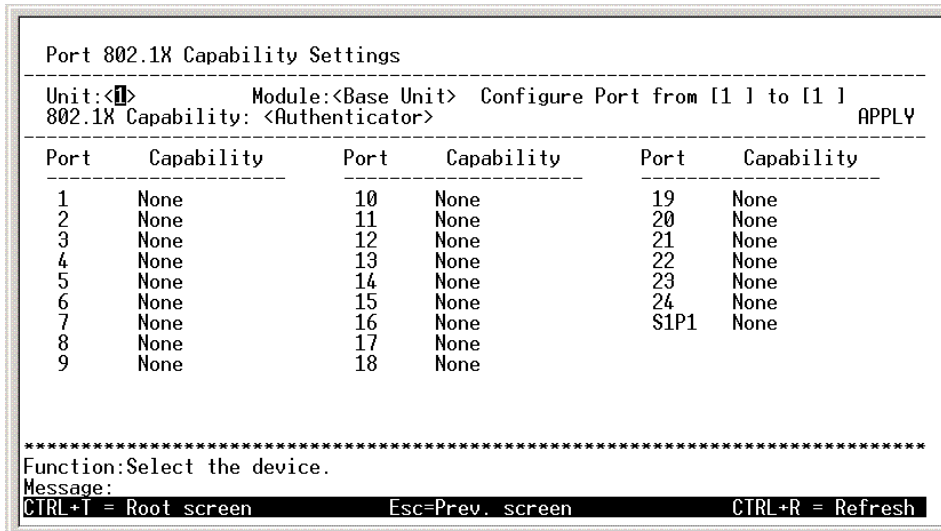 Port 802.1X Capability Settings
Unit:<1> Module:<Base Unit> Configure Port from [1 ] to [1 ]
802.1X Capability: <Authenticator> APPLY
Port Capability Port Capability Port Capability
1 None 10 None 19 None
2 None 11 None 20 None
3 None 12 None 21 None
4 None 13 None 22 None
5 None 14 None 23 None
6 None 15 None 24 None
7 None 16 None S1P1 None
8 None 17 None
9 None 18 None
*******************************************************************************
Function:Select the device.
Message:
CTRL+T = Root screen Esc=Prev. screen CTRL+R = Refresh